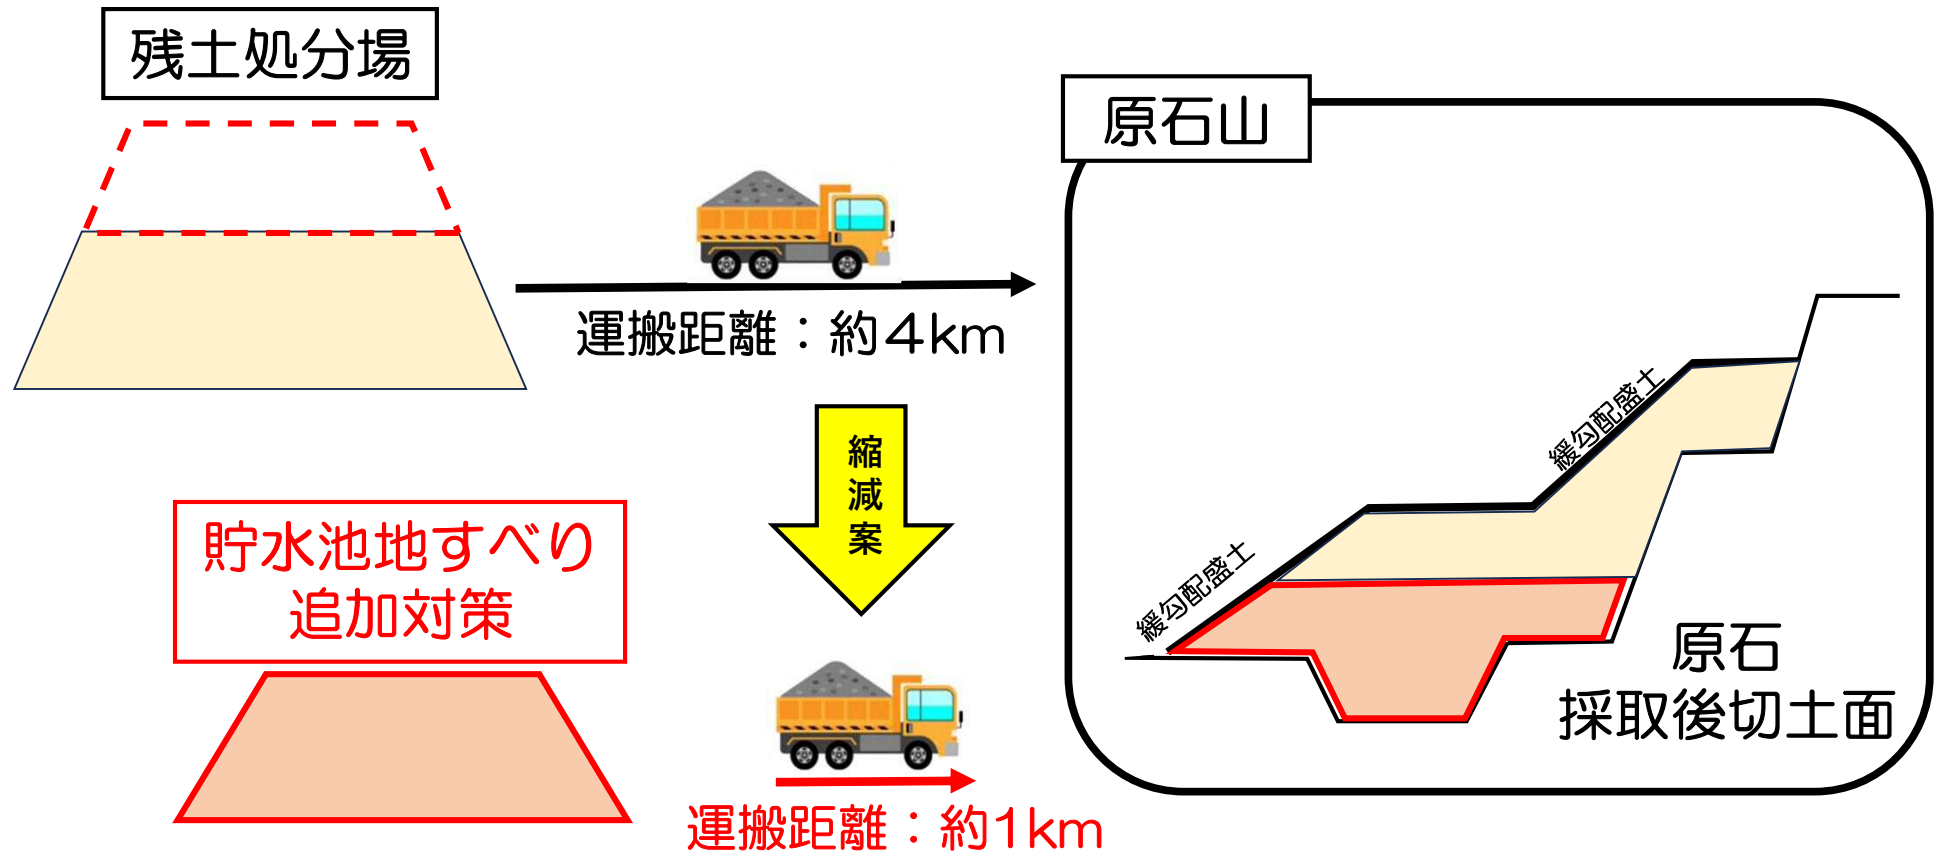 残土処分場
原石山
運搬距離：約４km
縮減案
緩勾配盛土
緩勾配盛土
貯水池地すべり
追加対策
原石
採取後切土面
運搬距離：約1km